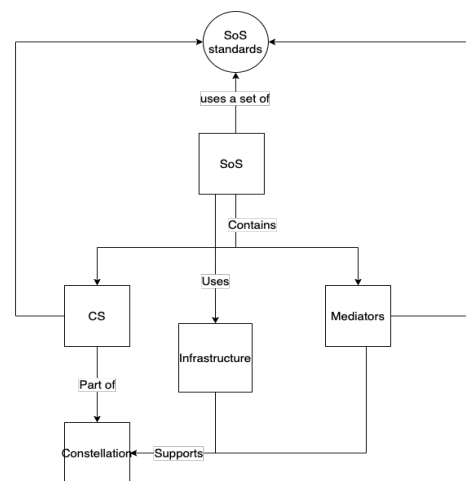 SoS
standards
uses a set of
SoS
Contains
Uses
CS
Mediators
Infrastructure
Part of
Constellation
Supports